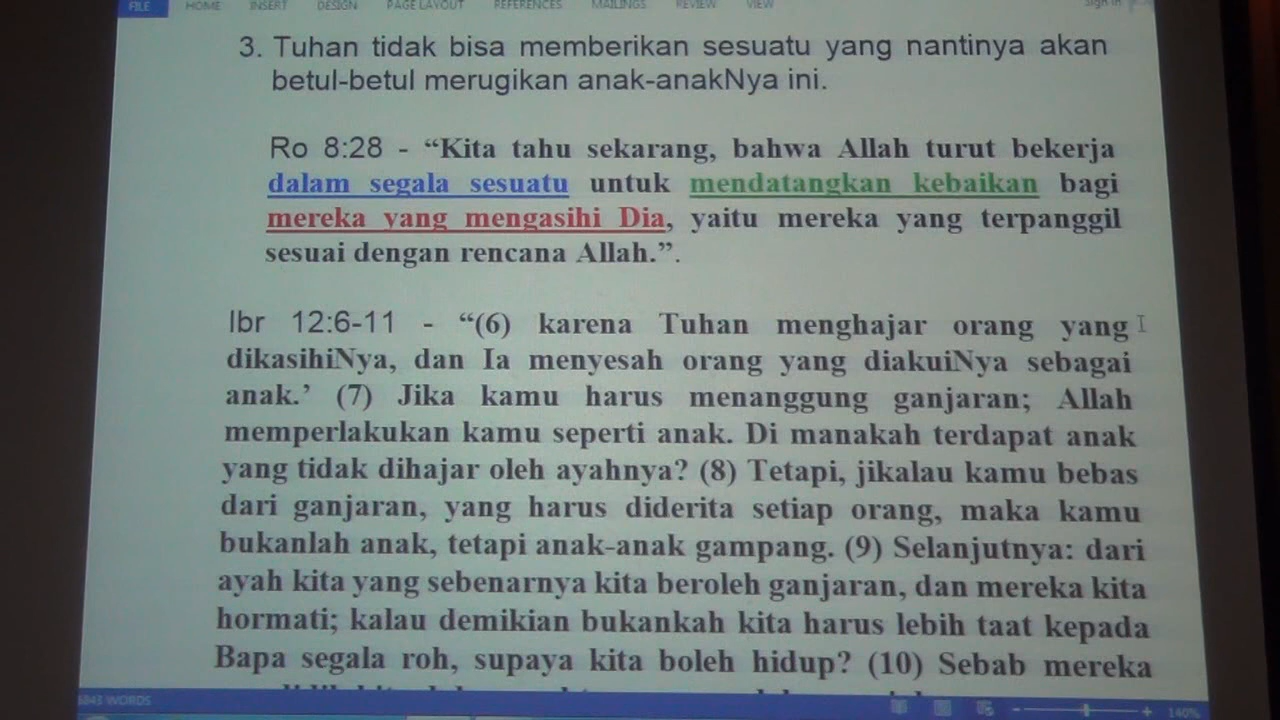 FILE HOME INSERT DESIGN PAGE LAYOUT REFERENCES MAILINGS REVIEW VIEW Sign in
3. Tuhan tidak bisa memberikan sesuatu yang nantinya akan
betul-betul merugikan anak-anakNya ini.
Ro 8:28 - “Kita tahu sekarang, bahwa Allah turut bekerja
dalam segala sesuatu untuk mendatangkan kebaikan bagi
mereka yang mengasihi Dia, yaitu mereka yang terpanggil
sesuai dengan rencana Allah.”.
Ibr 12:6-11 - “(6) karena Tuhan menghajar orang yang
dikasihiNya, dan Ia menyesah orang yang diakuiNya sebagai
anak.’ (7) Jika kamu harus menanggung ganjaran; Allah
memperlakukan kamu seperti anak. Di manakah terdapat anak
yang tidak dihajar oleh ayahnya? (8) Tetapi, jikalau kamu bebas
dari ganjaran, yang harus diderita setiap orang, maka kamu
bukanlah anak, tetapi anak-anak gampang. (9) Selanjutnya: dari
ayah kita yang sebenarnya kita beroleh ganjaran, dan mereka kita
hormati; kalau demikian bukankah kita harus lebih taat kepada
Bapa segala roh, supaya kita boleh hidup? (10) Sebab mereka
WORDS 140%